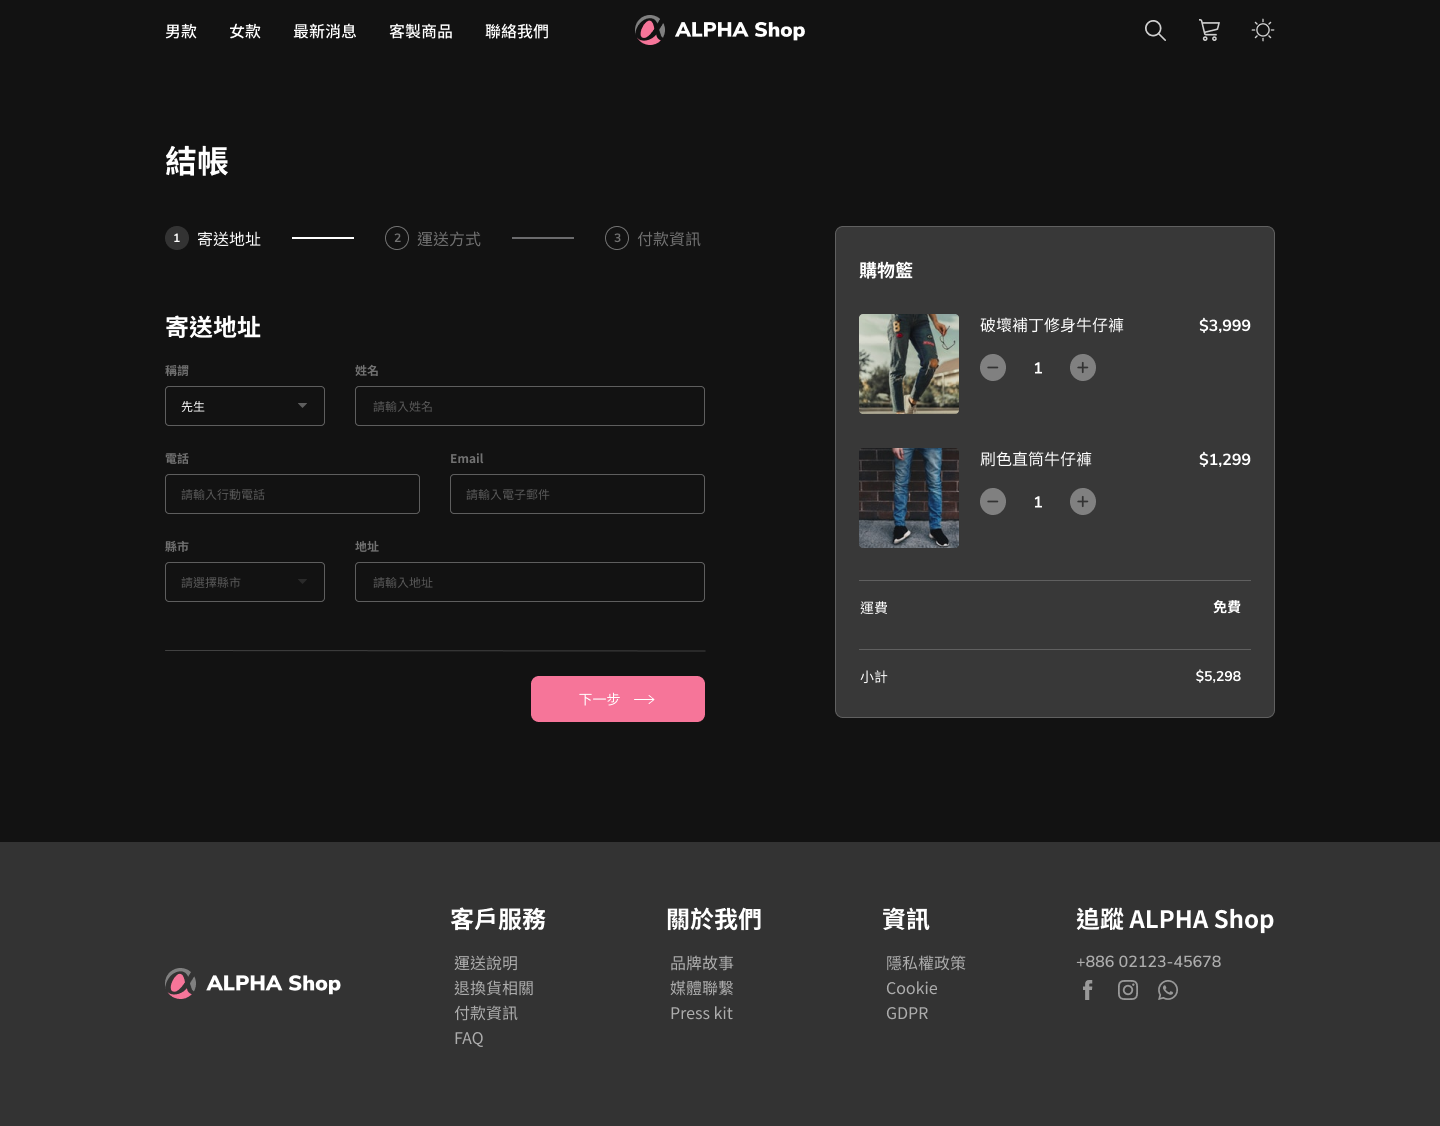 男款 女款 最新消息 客製商品 聯絡我們 ALPHA Shop
結帳
1 寄送地址 2 運送方式 3 付款資訊
寄送地址
稱謂 姓名
先生 請輸入姓名
電話 Email
請輸入行動電話 請輸入電子郵件
縣市 地址
請選擇縣市 請輸入地址
下一步
購物籃
破壞補丁修身牛仔褲 $3,999
1
刷色直筒牛仔褲 $1,299
1
運費 免費
小計 $5,298
ALPHA Shop
客戶服務
運送說明
退換貨相關
付款資訊
FAQ
關於我們
品牌故事
媒體聯繫
Press kit
資訊
隱私權政策
Cookie
GDPR
追蹤 ALPHA Shop
+886 02123-45678